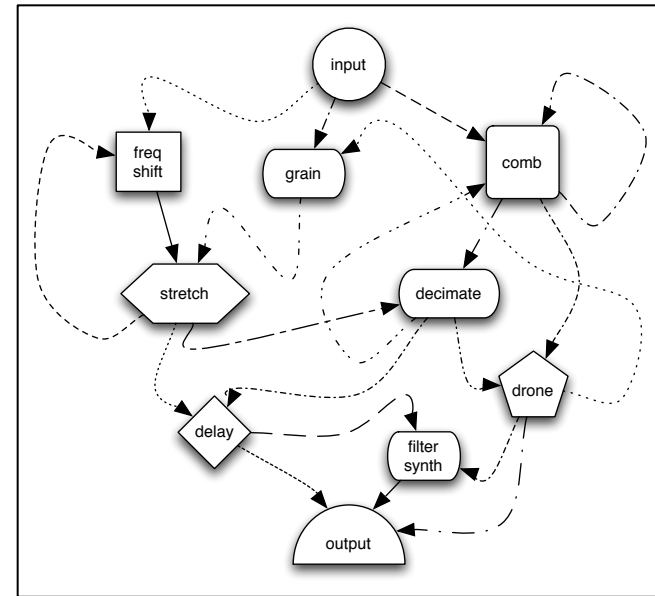 input
freq
shift
grain
comb
stretch
decimate
drone
delay
filter
synth
output